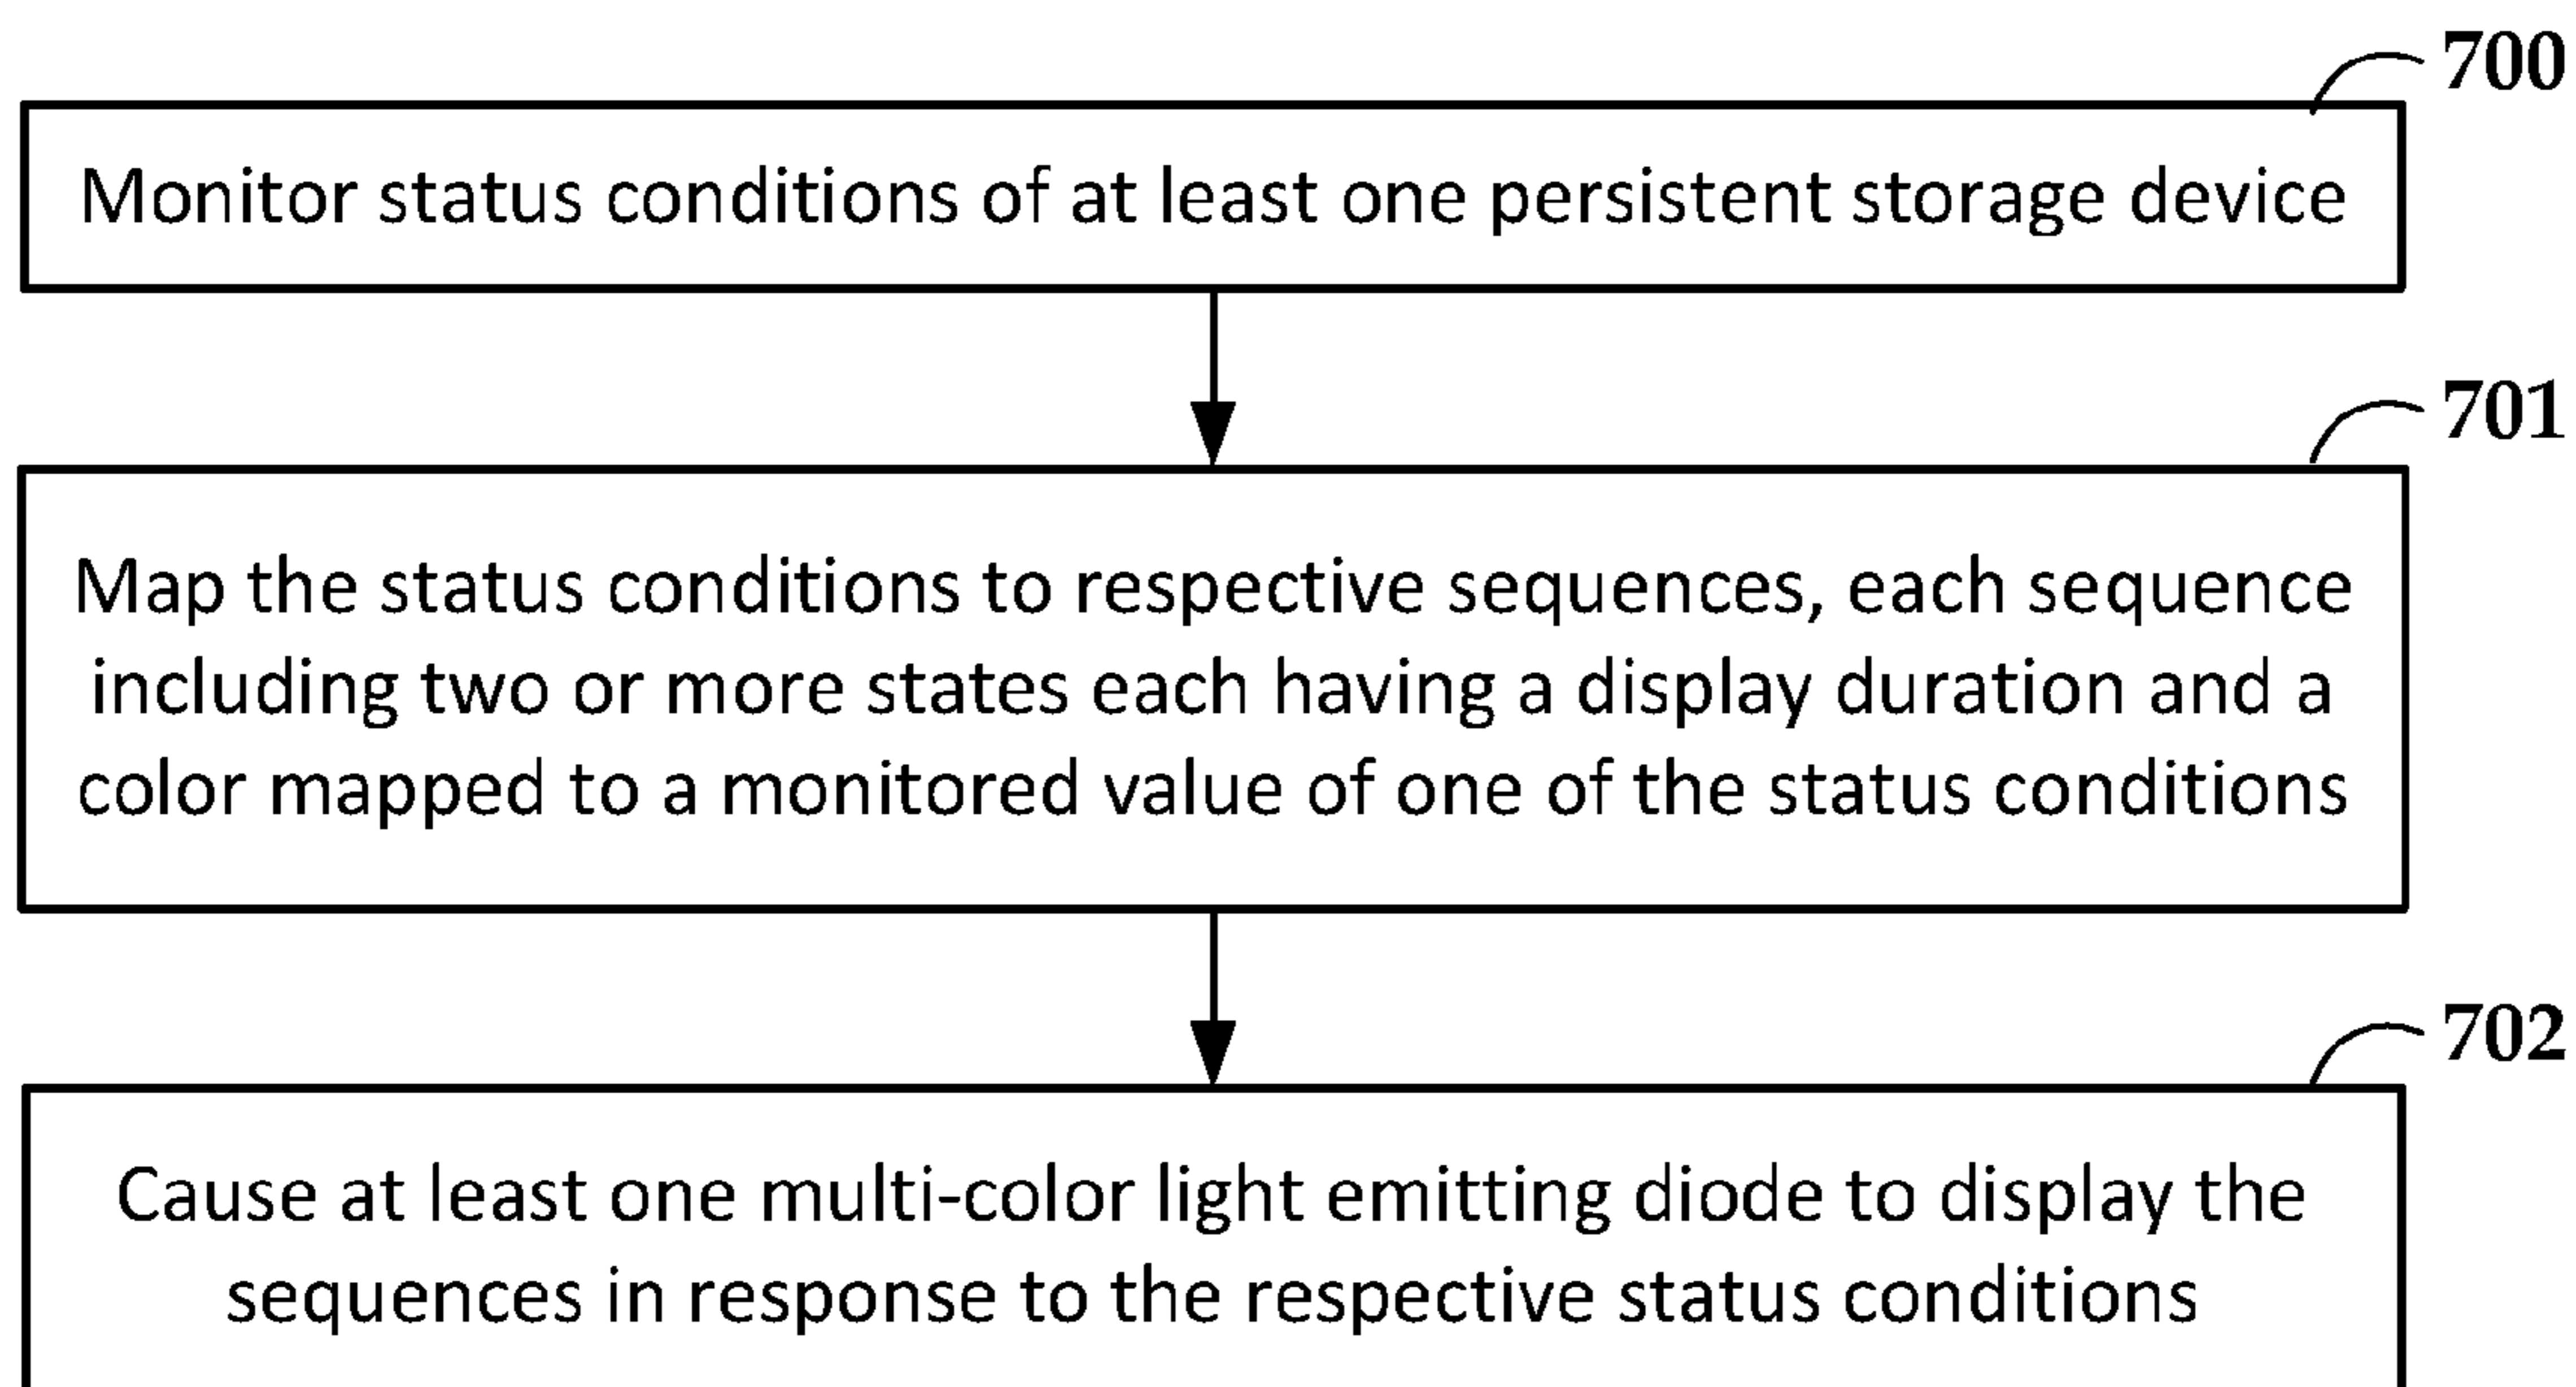 700
Monitor status conditions of at least one persistent storage device
701
Map the status conditions to respective sequences, each sequence
including two or more states each having a display duration and a
color mapped to a monitored value of one of the status conditions
702
Cause at least one multi-color light emitting diode to display the
sequences in response to the respective status conditions